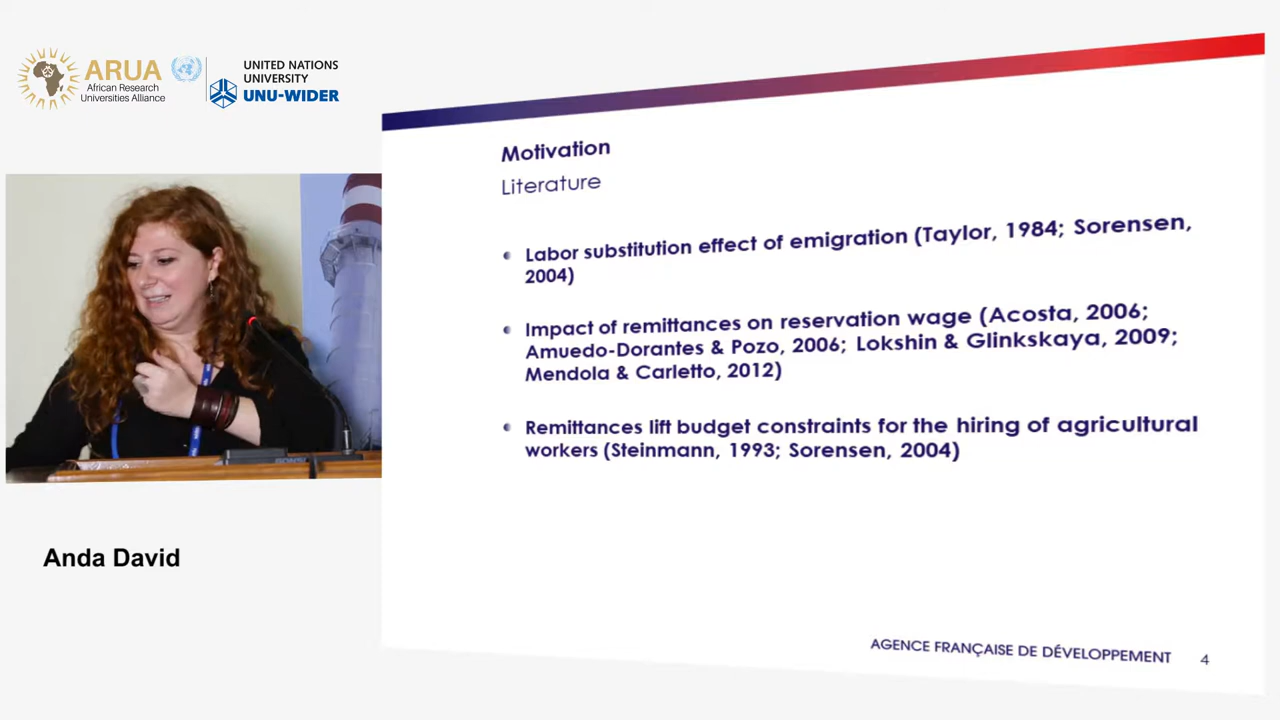 ARUA
African Research
Universities Alliance
UNITED NATIONS
UNIVERSITY
UNU-WIDER
Motivation
Literature
Labor substitution effect of emigration (Taylor, 1984; Sorensen,
2004)
Impact of remittances on reservation wage (Acosta, 2006;
Amuedo-Dorantes & Pozo, 2006; Lokshin & Glinkskaya, 2009;
Mendola & Carletto, 2012)
Remittances lift budget constraints for the hiring of agricultural
workers (Steinmann, 1993; Sorensen, 2004)
Anda David
AGENCE FRANÇAISE DE DÉVELOPPEMENT 4